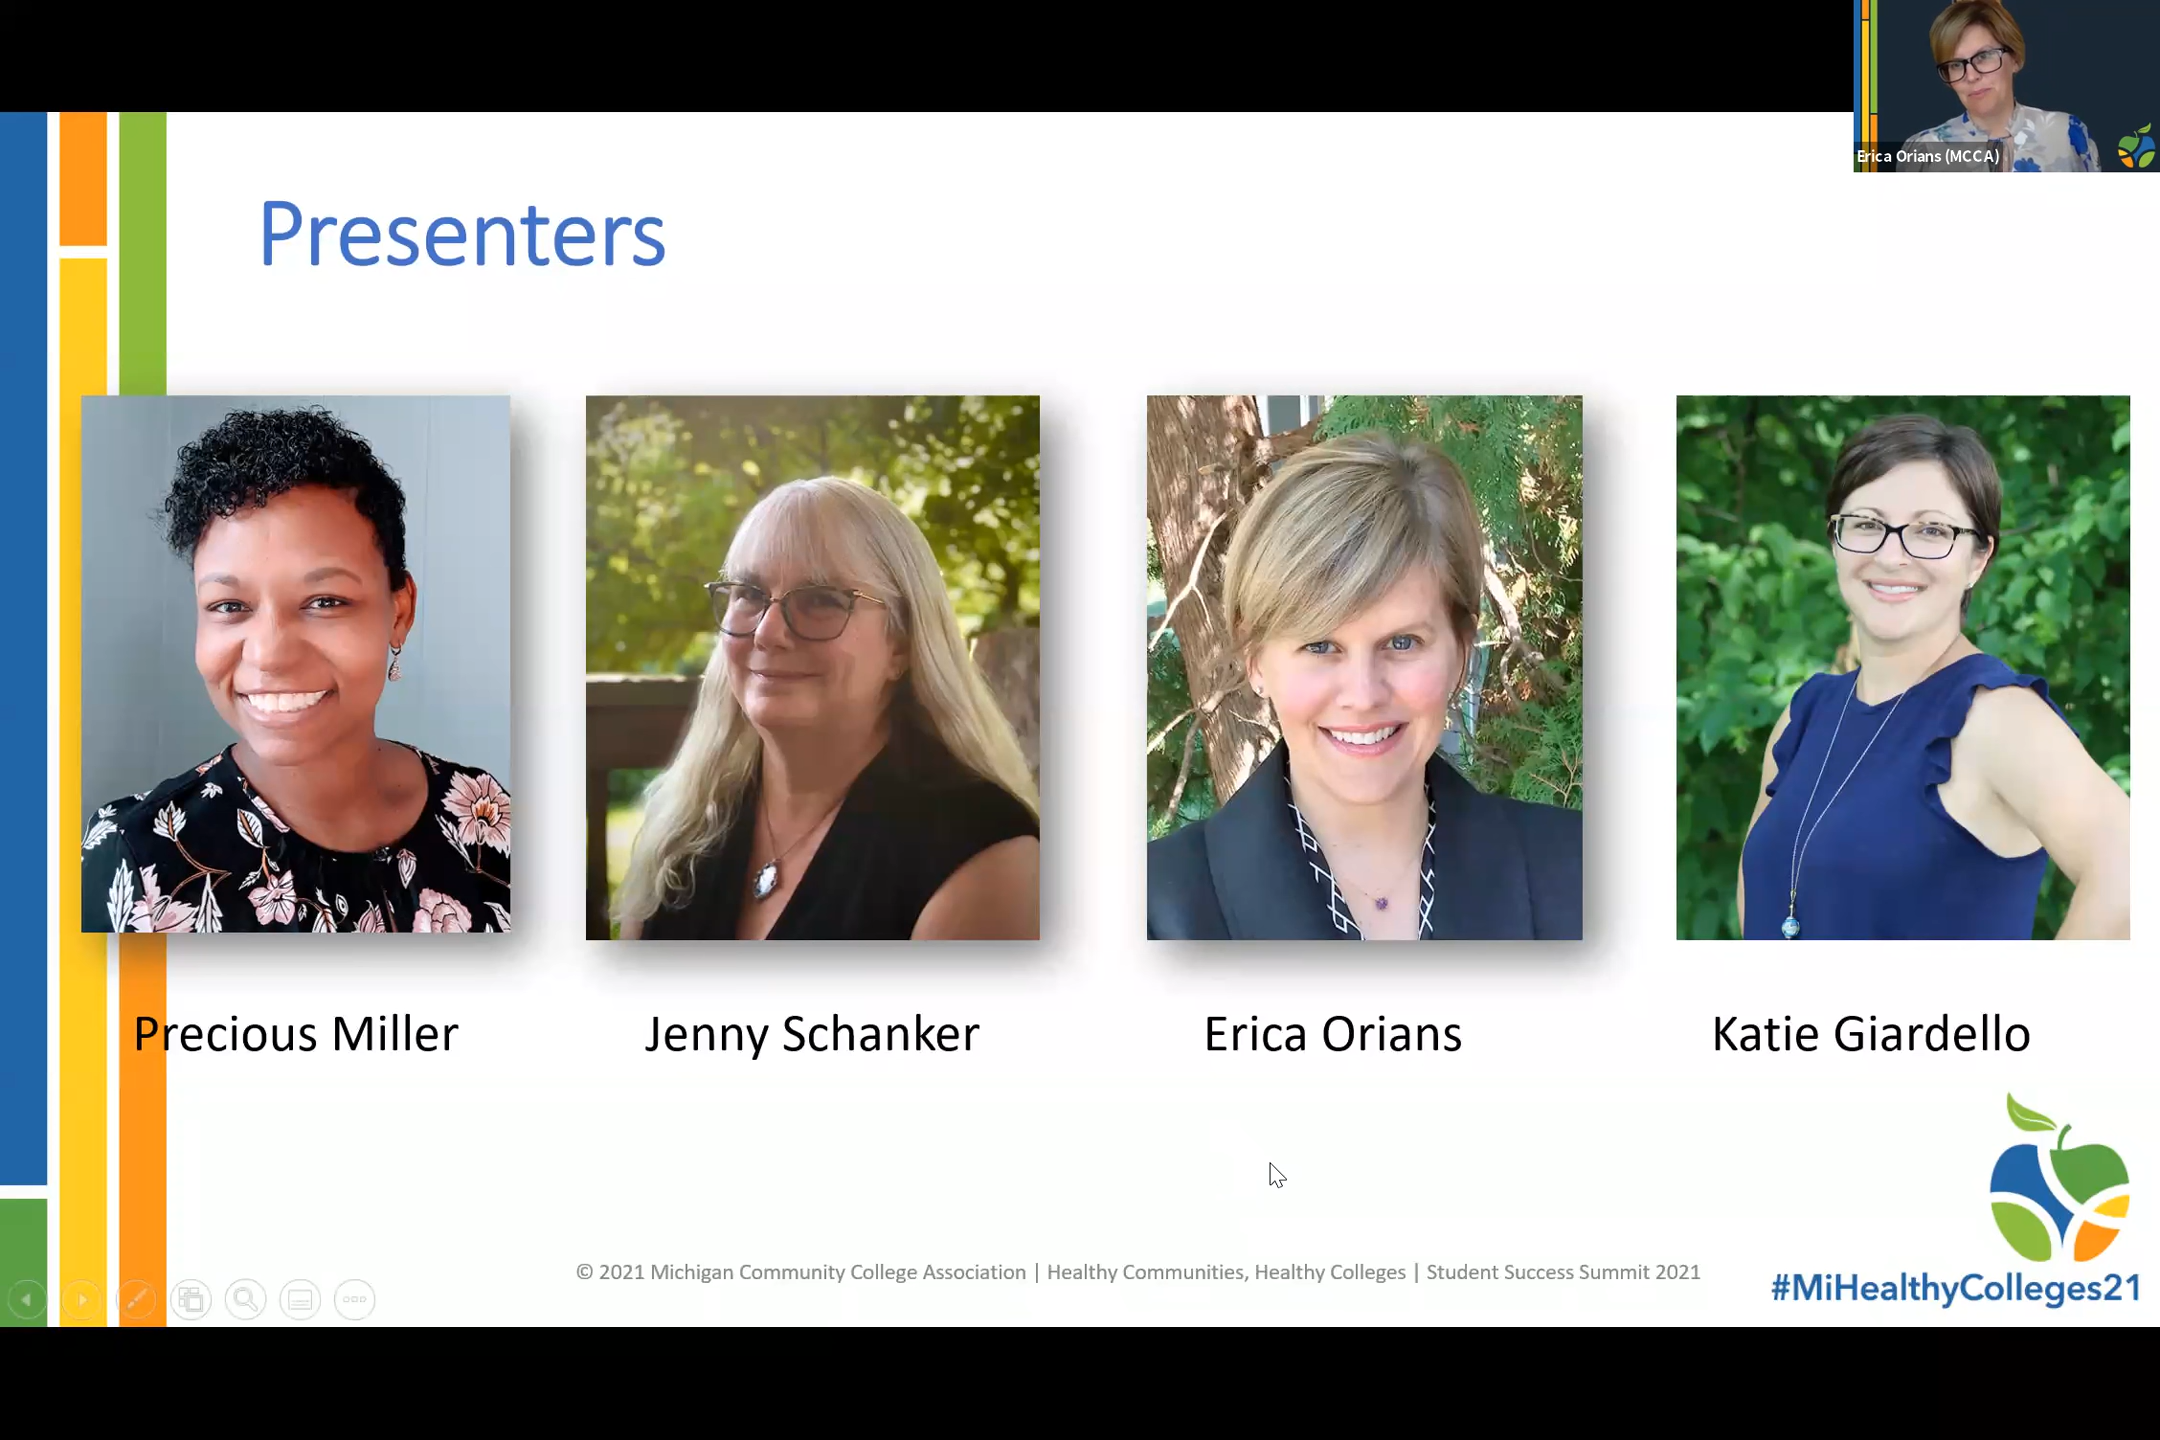 Erica Orians (MCCA)
Presenters
Precious Miller
Jenny Schanker
Erica Orians
Katie Giardello
© 2021 Michigan Community College Association | Healthy Communities, Healthy Colleges | Student Success Summit 2021
#MiHealthyColleges21